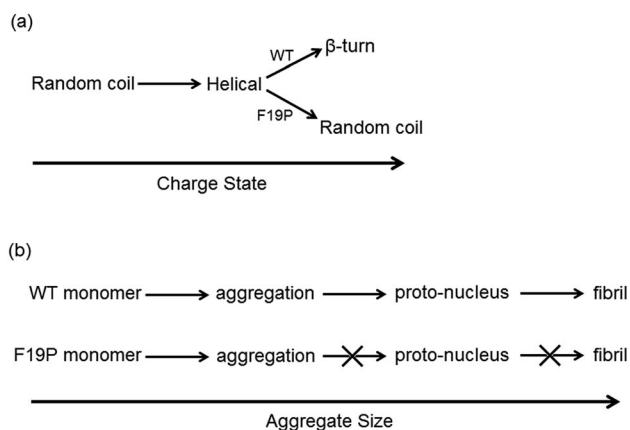 (a)
WT β-turn
Random coil Helical
F19P Random coil
Charge State
(b)
WT monomer aggregation proto-nucleus fibril
F19P monomer aggregation proto-nucleus fibril
Aggregate Size